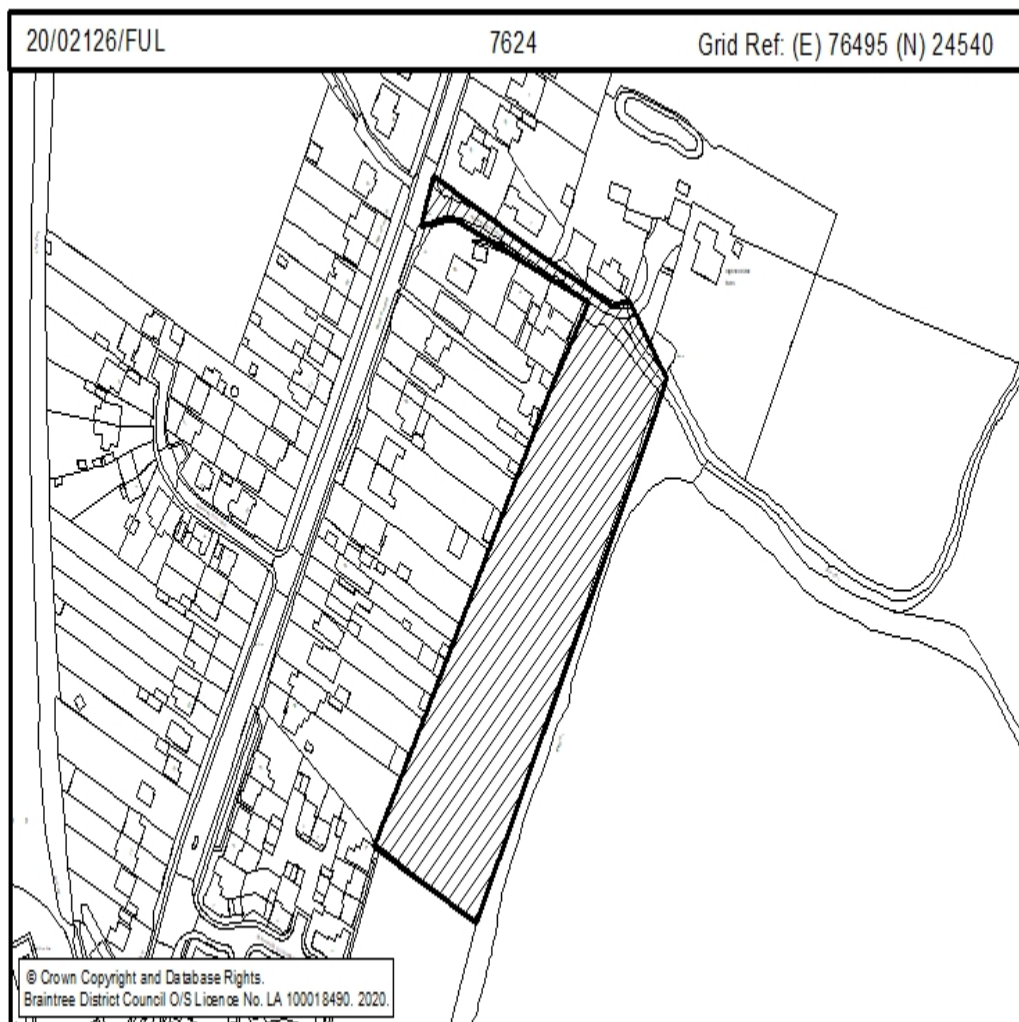 20/02126/FUL 7624 Grid Ref: (E) 76495 (N) 24540
© Crown Copyright and Database Rights.
Braintree District Council O/S Licence No. LA 100018490. 2020.